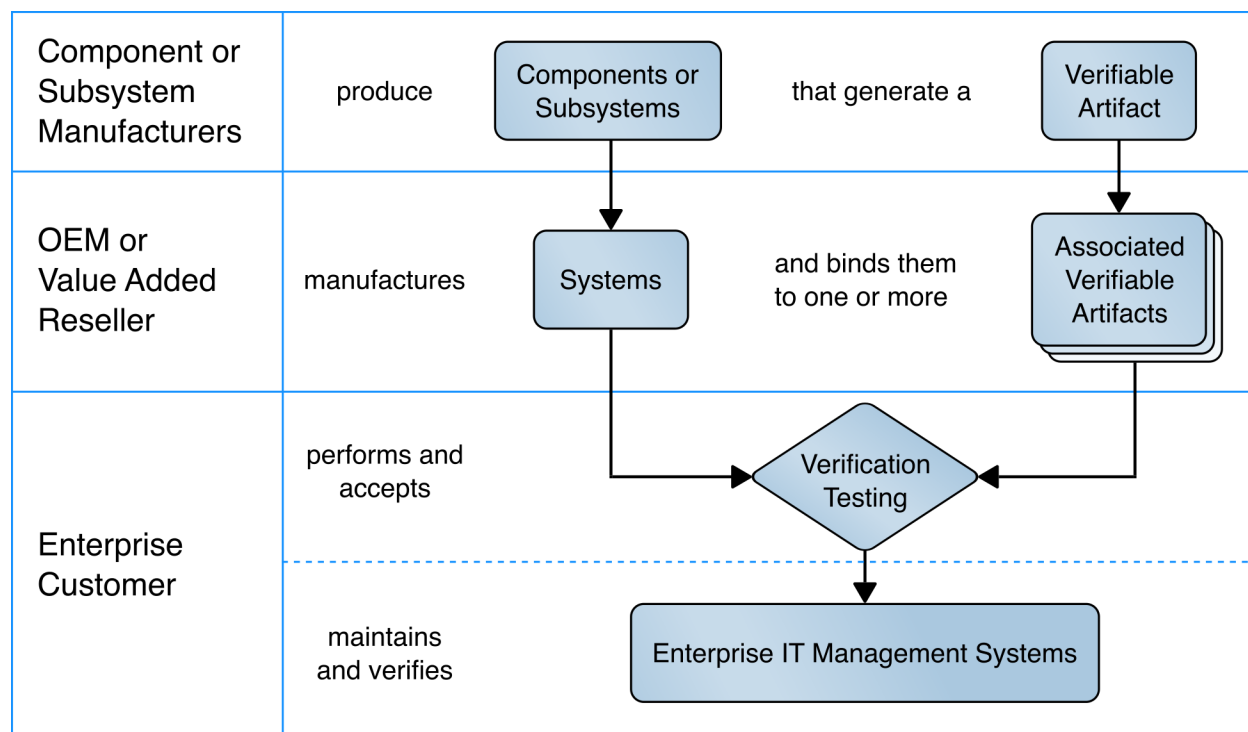 Component or
Subsystem
Manufacturers
produce
Components or
Subsystems
that generate a
Verifiable
Artifact
OEM or
Value Added
Reseller
manufactures
Systems
and binds them
to one or more
Associated
Verifiable
Artifacts
Enterprise
Customer
performs and
accepts
Verification
Testing
maintains
and verifies
Enterprise IT Management Systems